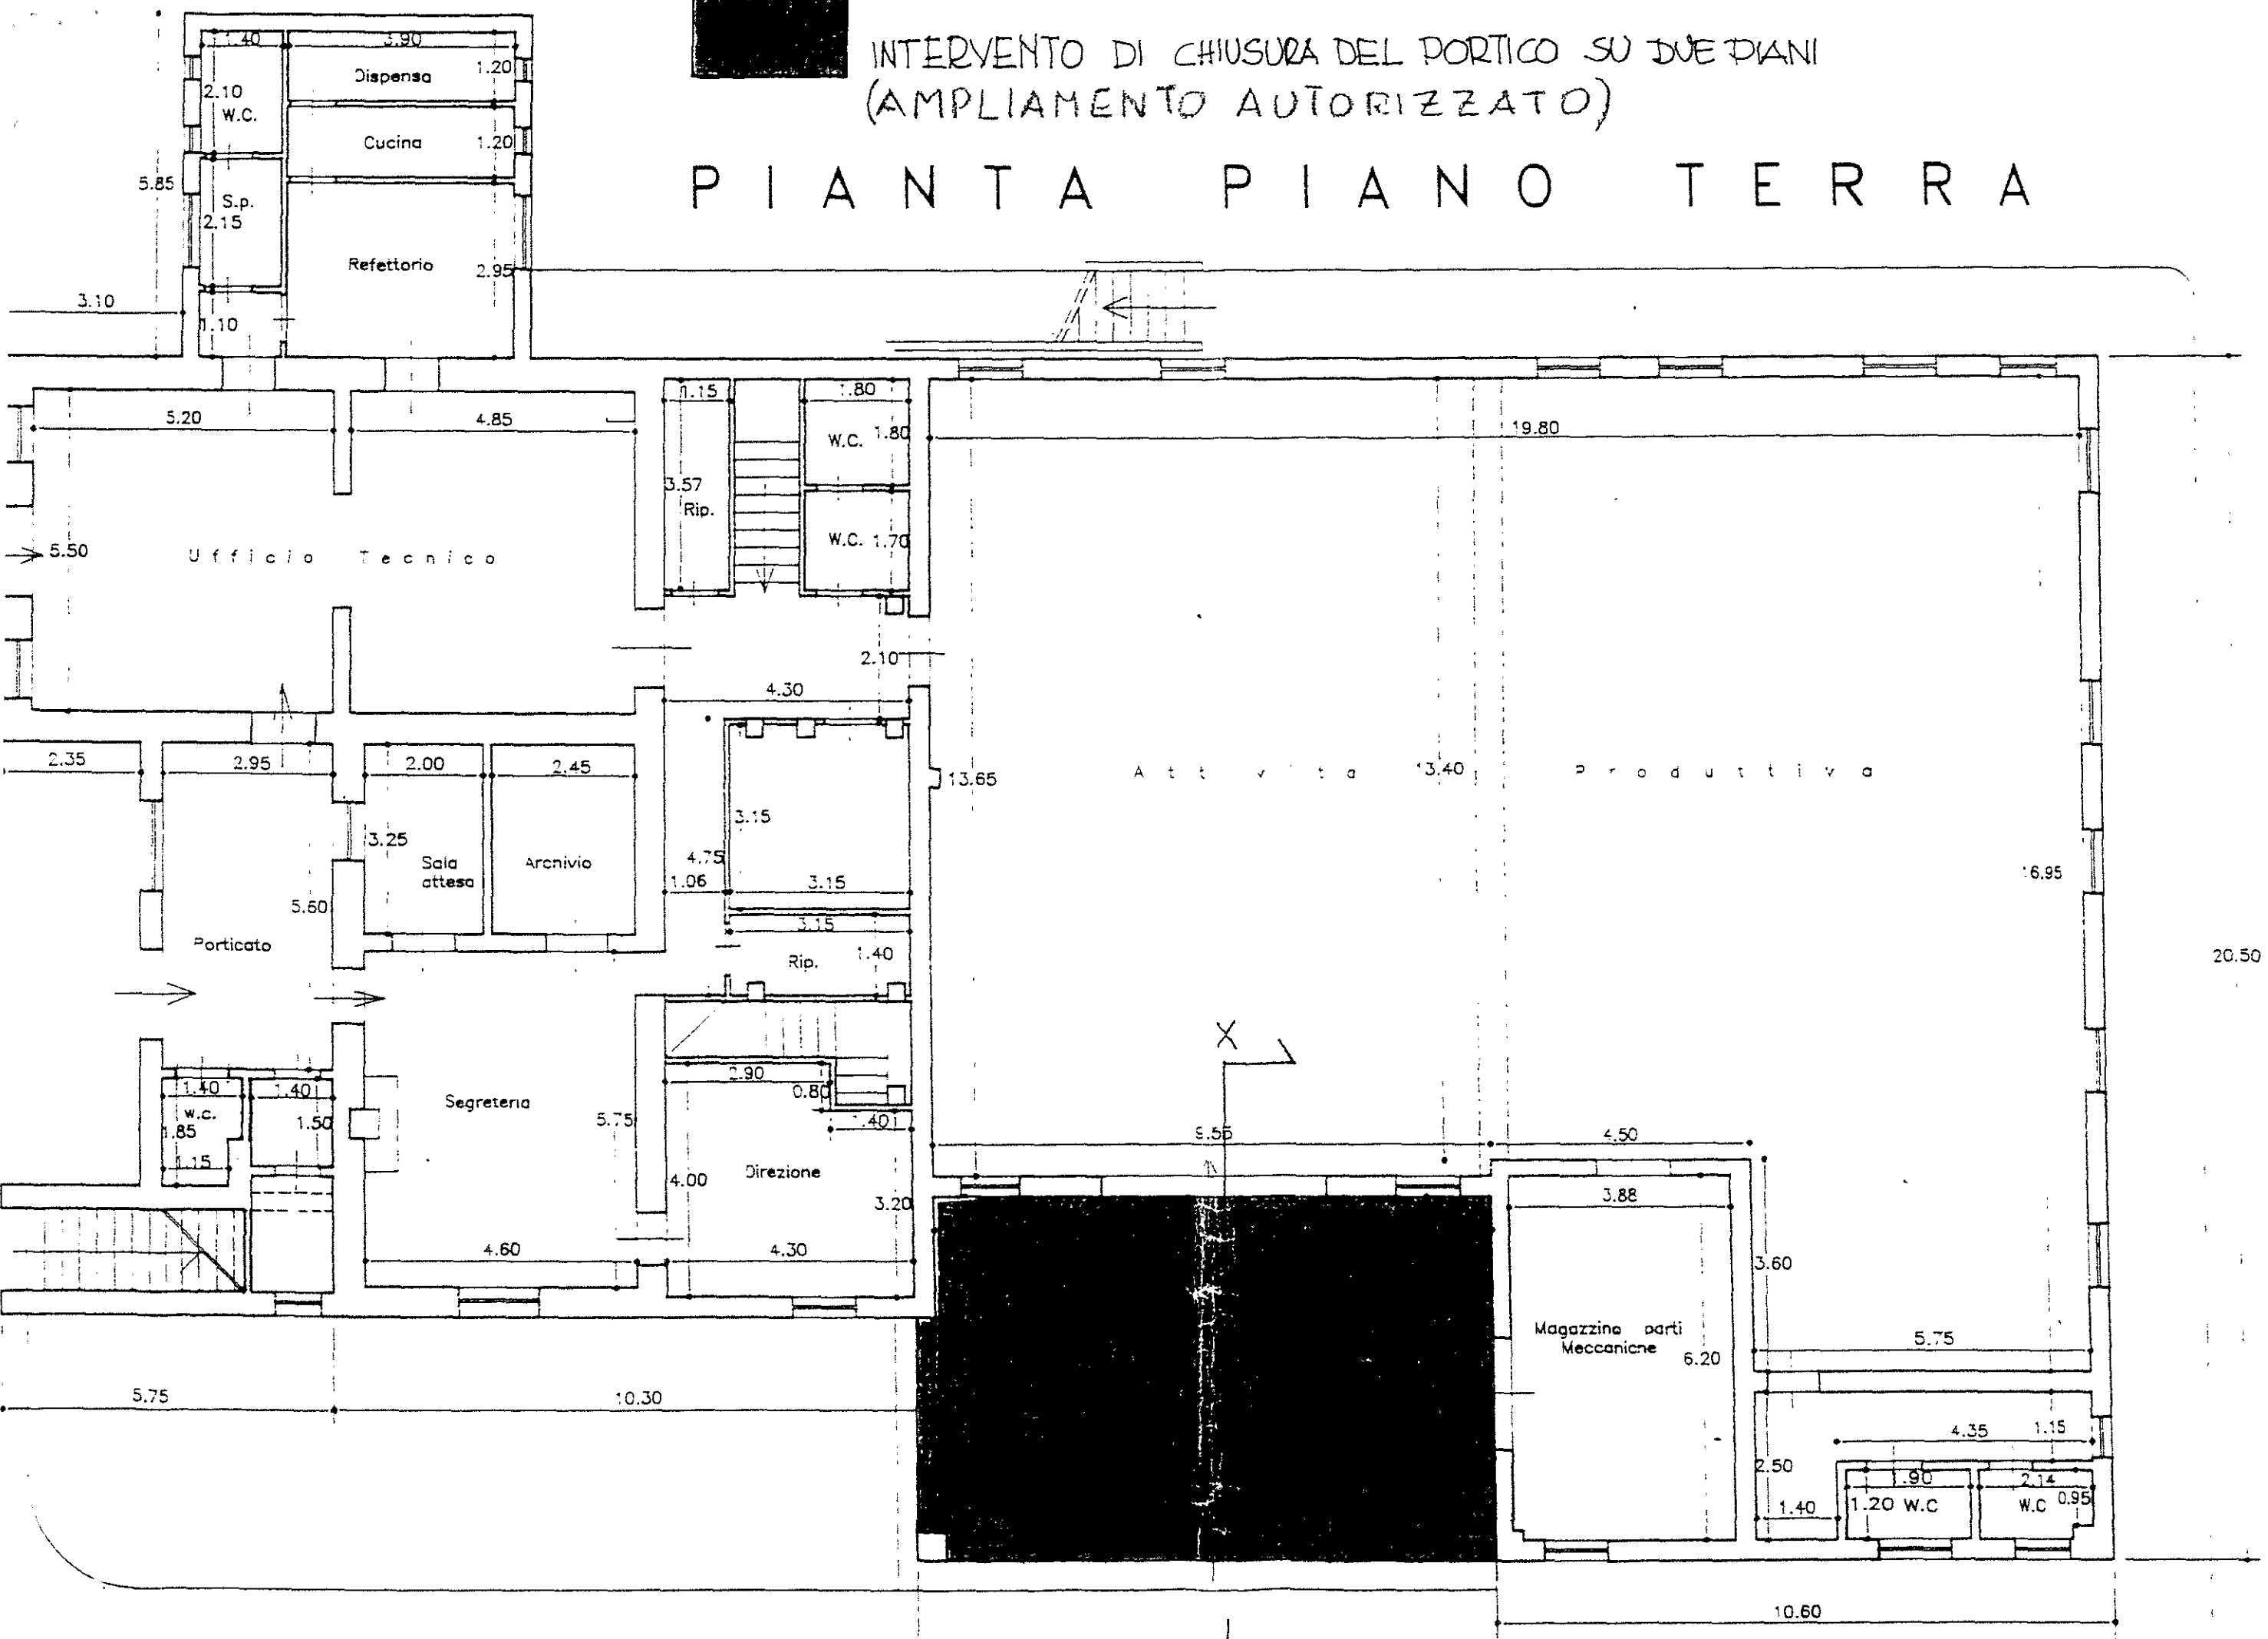 INTERVENTO DI CHIUSURA DEL PORTICO SU DUE PIANI
(AMPLIAMENTO AUTORIZZATO)
PIANTA PIANO TERRA
1.40
3.90
Dispensa
1.20
2.10
W.C.
Cucina
1.20
5.85
S.p.
2.15
Refettorio
2.95
3.10
1.10
5.20
4.85
1.15
1.80
W.C.
1.80
19.80
3.57
Rip.
W.C.
1.70
5.50
Ufficio Tecnico
2.10
4.30
2.35
2.95
2.00
2.45
13.65
13.40
Produttiva
3.25
Sala
attesa
Archivio
3.15
4.75
1.06
3.15
16.95
5.60
Porticato
3.15
1.40
Rip.
20.50
X
2.90
0.80
1.40
1.40
w.c.
1.50
1.85
1.15
Segreteria
5.75
1.40
9.55
4.50
4.00
Direzione
3.20
3.88
4.60
4.30
3.60
Magazzino parti
Meccaniche
6.20
5.75
5.75
10.30
4.35
1.15
2.50
1.90
2.14
1.40
1.20
W.C
W.C
0.95
10.60